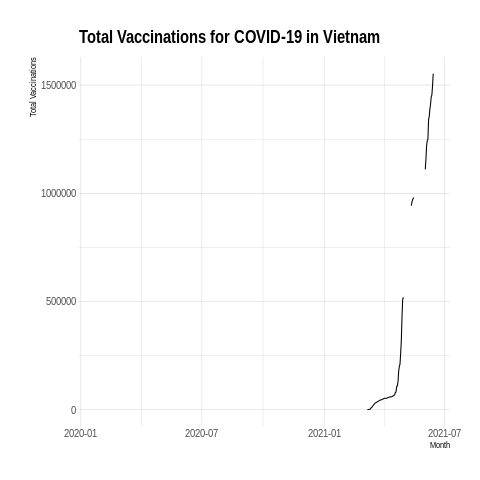 Total Vaccinations for COVID-19 in Vietnam
Total Vaccinations
1500000
1000000
500000
0
2020-01 2020-07 2021-01 2021-07
Month